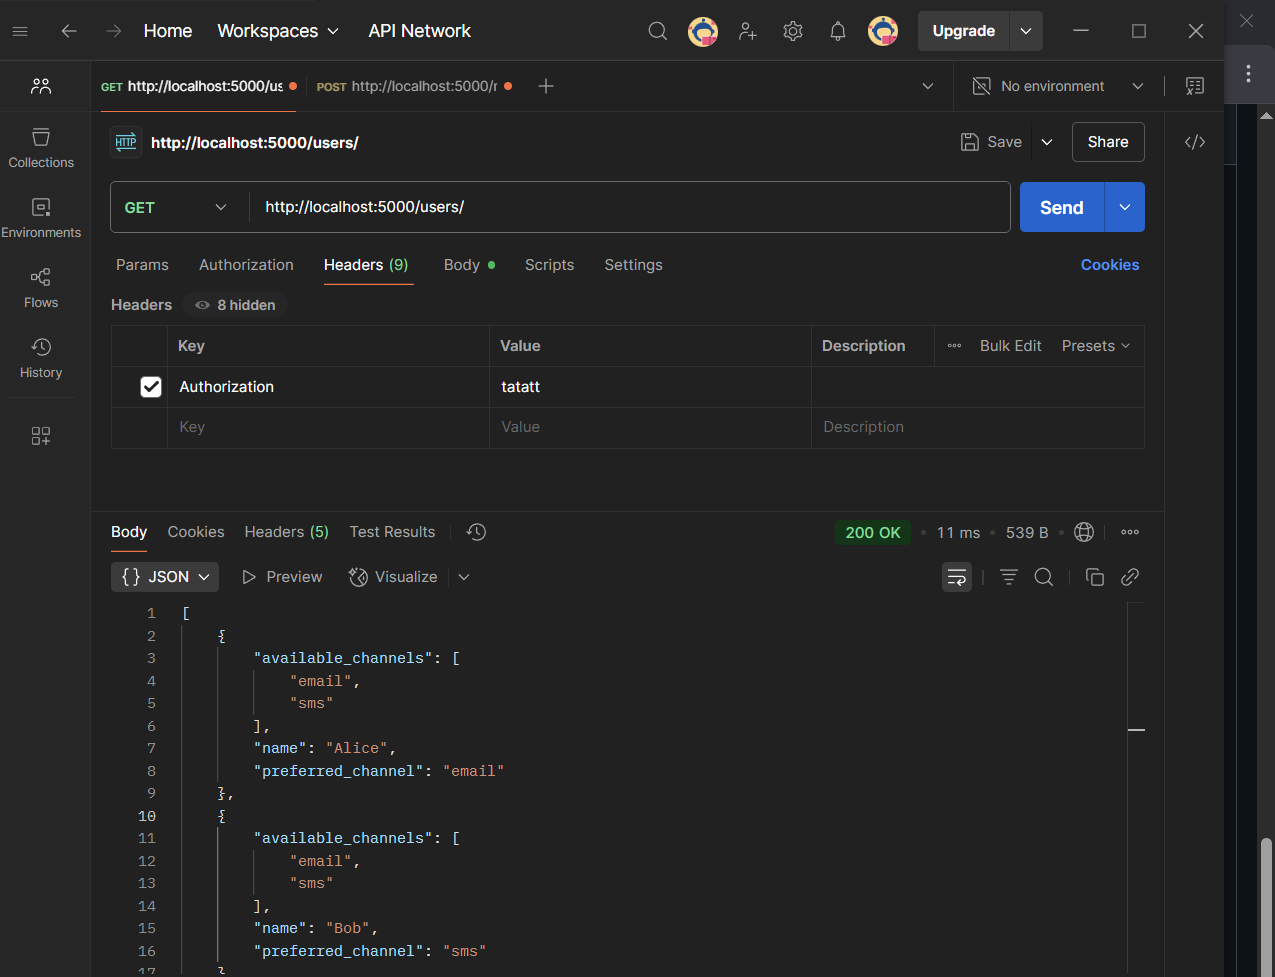 Home Workspaces API Network Upgrade
GET http://localhost:5000/us POST http://localhost:5000/r No environment
HTTP http://localhost:5000/users/ Save Share
Collections
Environments
Flows
History
GET http://localhost:5000/users/ Send
Params Authorization Headers (9) Body Scripts Settings Cookies
Headers 8 hidden
Key Value Description Bulk Edit Presets
Authorization tatatt
Key Value Description
Body Cookies Headers (5) Test Results 200 OK 11 ms 539 B
{} JSON Preview Visualize
1 [
2 {
3 "available_channels": [
4 "email",
5 "sms"
6 ],
7 "name": "Alice",
8 "preferred_channel": "email"
9 },
10 {
11 "available_channels": [
12 "email",
13 "sms"
14 ],
15 "name": "Bob",
16 "preferred_channel": "sms"
17 }